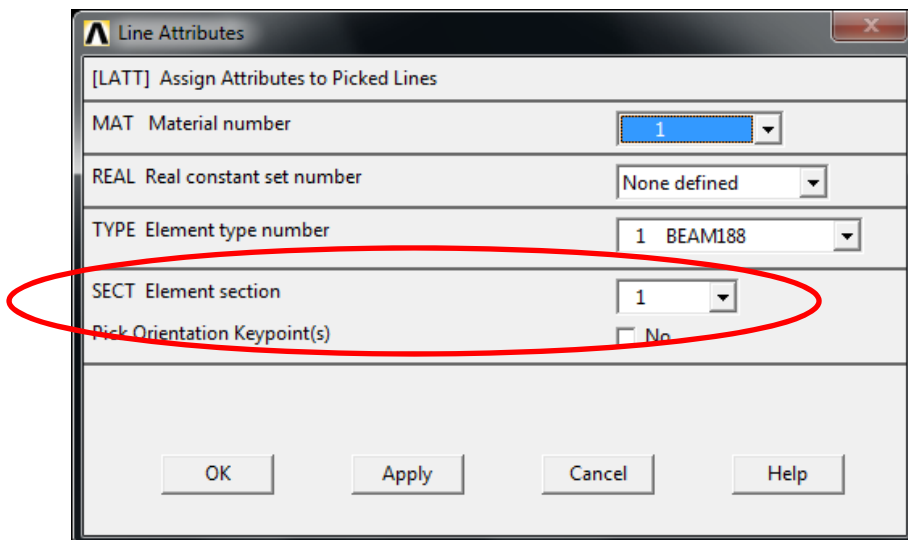 Line Attributes
[LATT] Assign Attributes to Picked Lines
MAT Material number 1
REAL Real constant set number None defined
TYPE Element type number 1 BEAM188
SECT Element section 1
Pick Orientation Keypoint(s) No
OK Apply Cancel Help